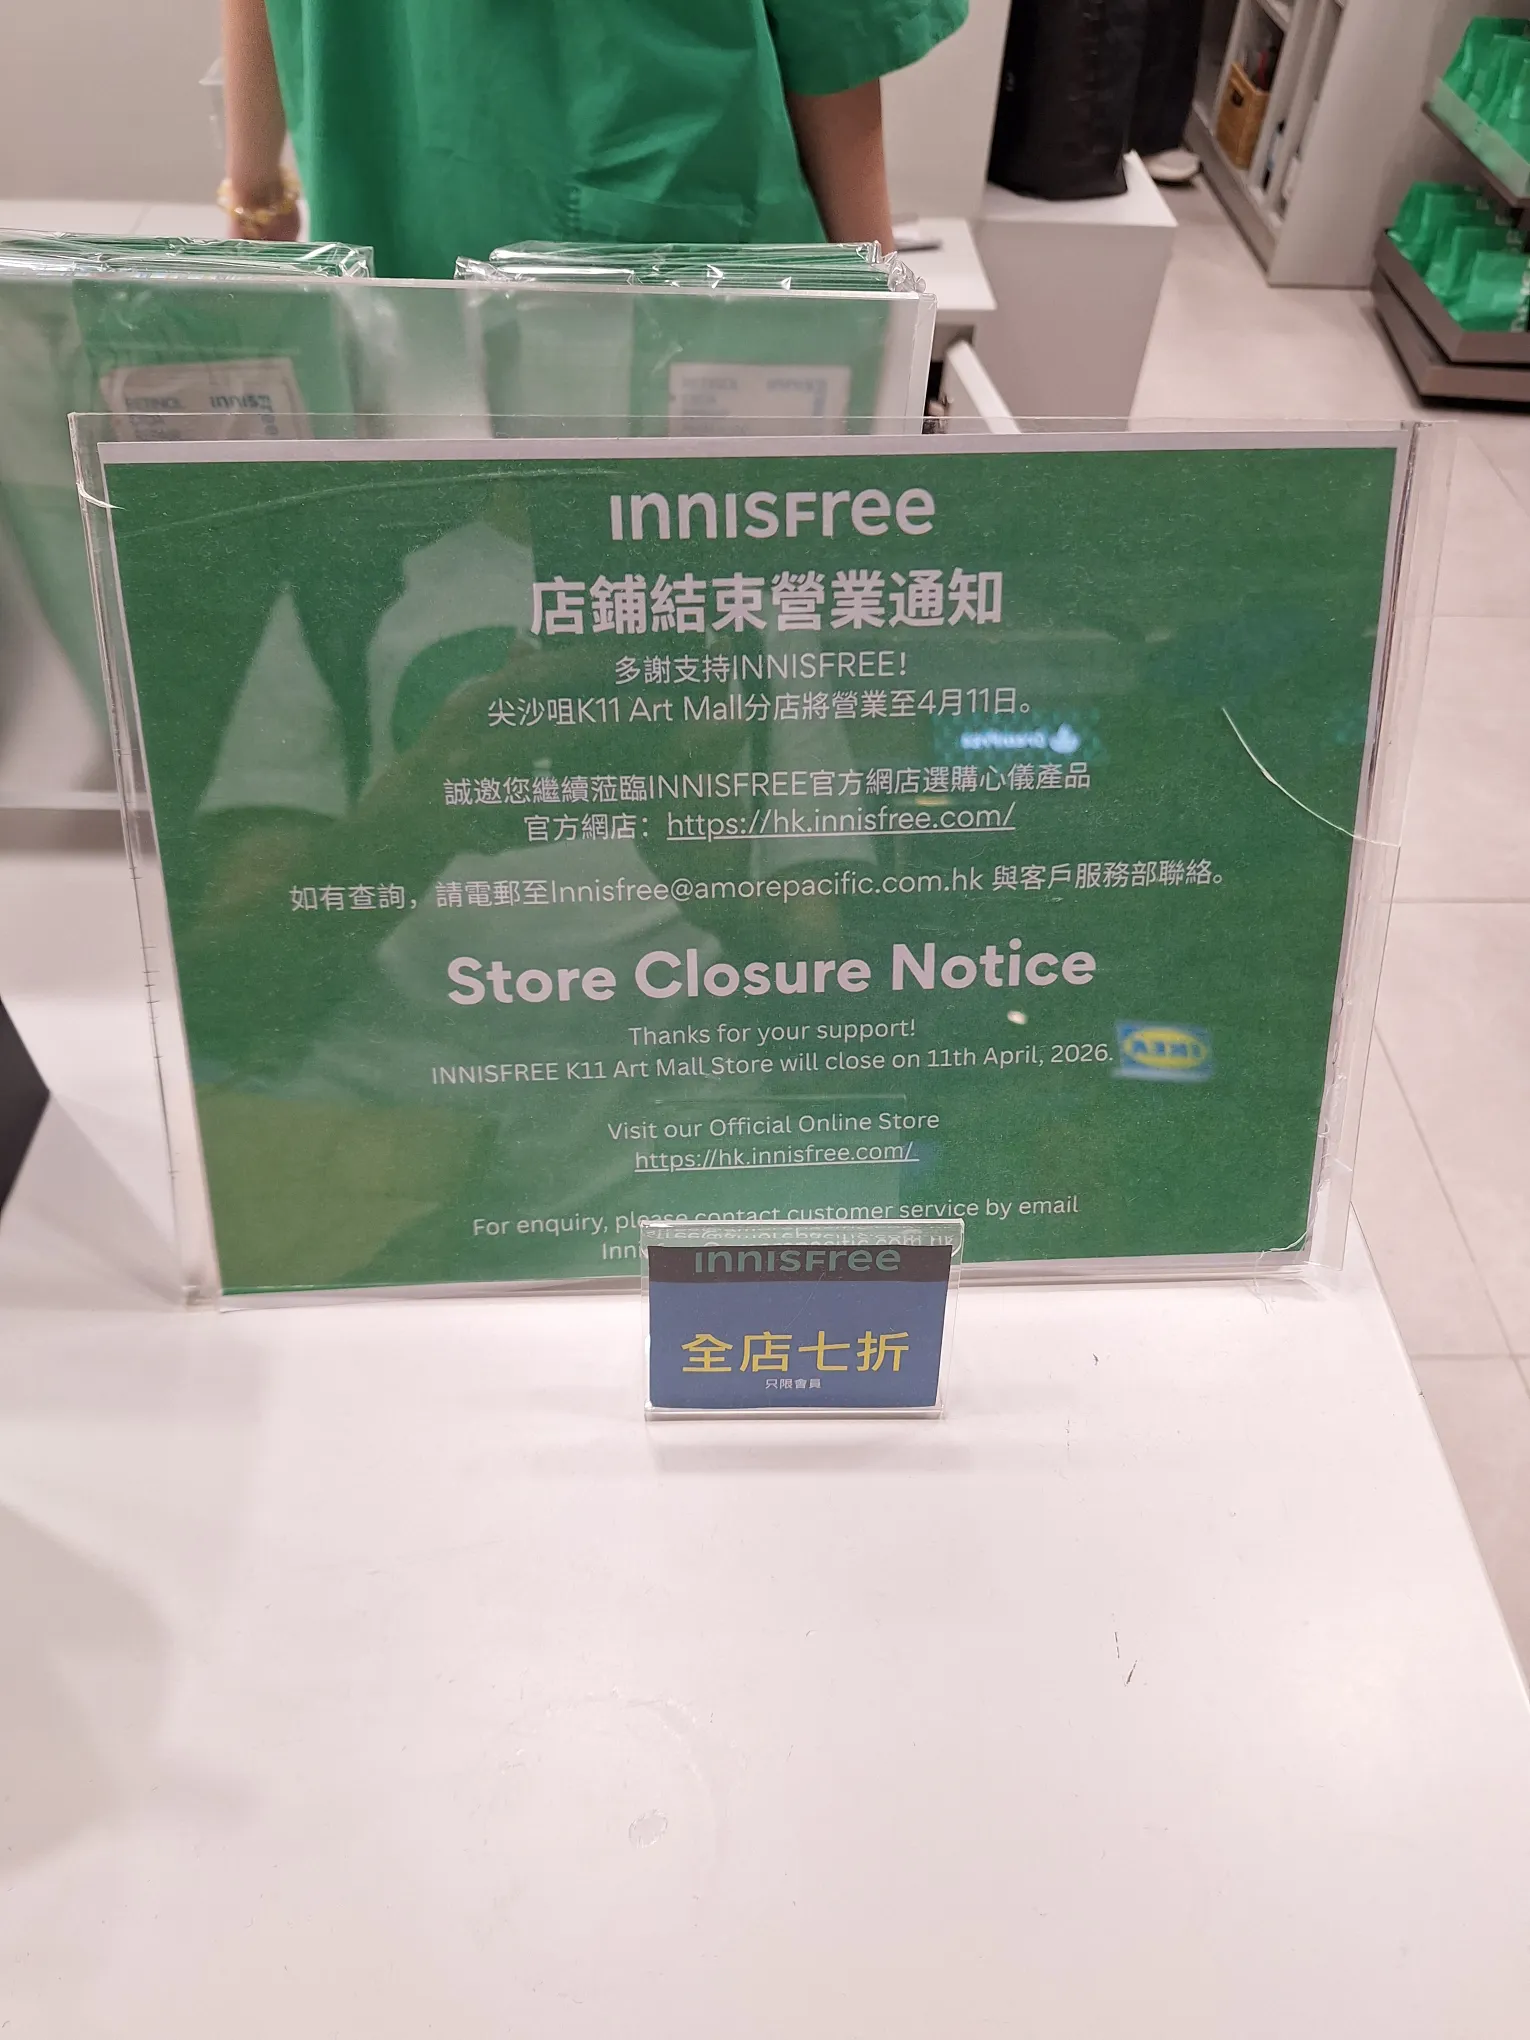 INNISFree
店鋪結束營業通知
多謝支持INNISFREE！
尖沙咀K11 Art Mall分店將營業至4月11日。
誠邀您繼續蒞臨INNISFREE官方網店選購心儀產品
官方網店：https://hk.innisfree.com/
如有查詢，請電郵至Innisfree@amorepacific.com.hk 與客戶服務部聯絡。
Store Closure Notice
Thanks for your support!
INNISFREE K11 Art Mall Store will close on 11th April, 2026.
Visit our Official Online Store
https://hk.innisfree.com/
For enquiry, please contact customer service by email
INNISFree
全店七折
只限會員